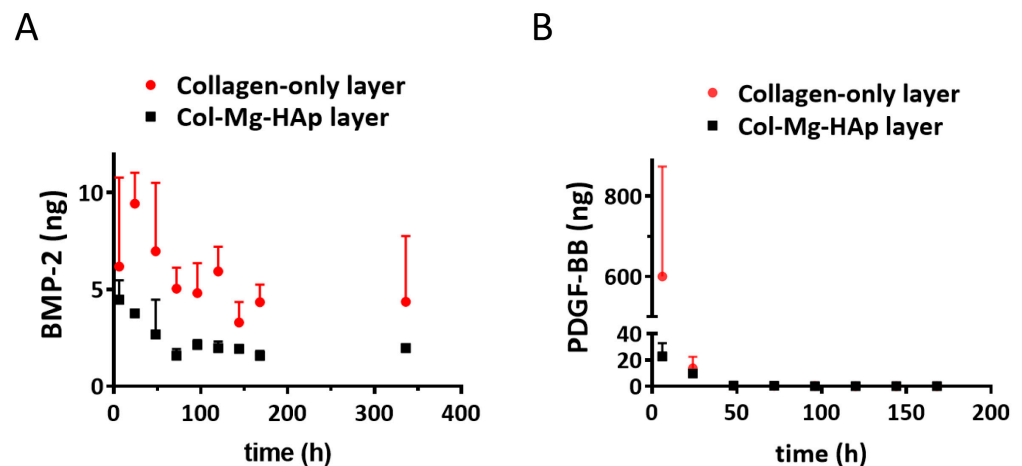 A
Collagen-only layer
Col-Mg-HAp layer
BMP-2 (ng)
10
5
0
0 100 200 300 400
time (h)
B
Collagen-only layer
Col-Mg-HAp layer
PDGF-BB (ng)
800
600
40
20
0
0 50 100 150 200
time (h)